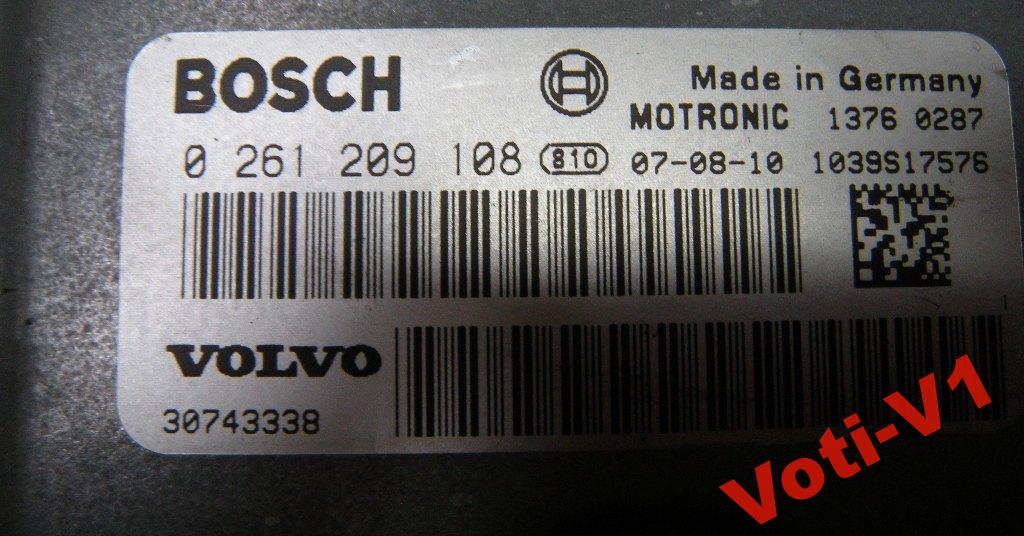 BOSCH
Made in Germany
MOTRONIC 1376 0287
0 261 209 108 810 07-08-10 1039S17576
VOLVO
30743338
1
Voti-V1